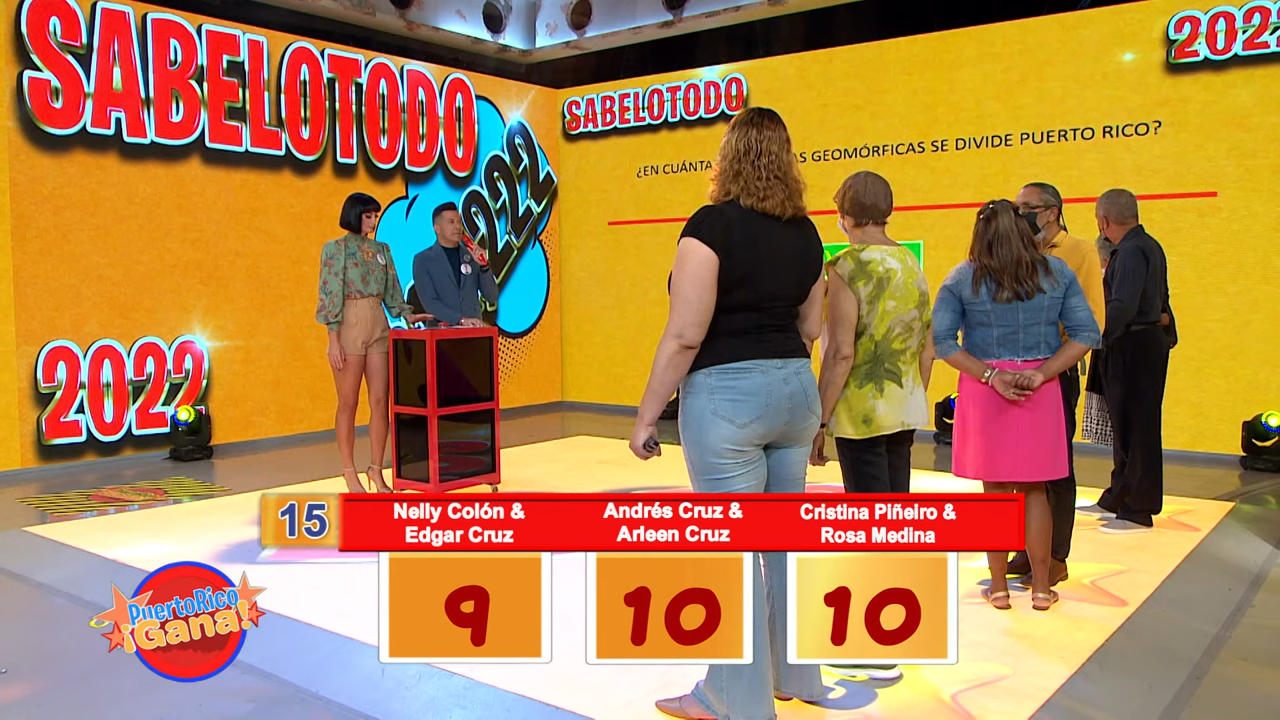 SABELOTODO
2022
2022
SABELOTODO
2022
¿EN CUÁNTA AS GEOMÓRFICAS SE DIVIDE PUERTO RICO?
15
Nelly Colón &
Edgar Cruz
Andrés Cruz &
Arleen Cruz
Cristina Piñeiro &
Rosa Medina
9
10
10
PuertoRico
¡Gana!